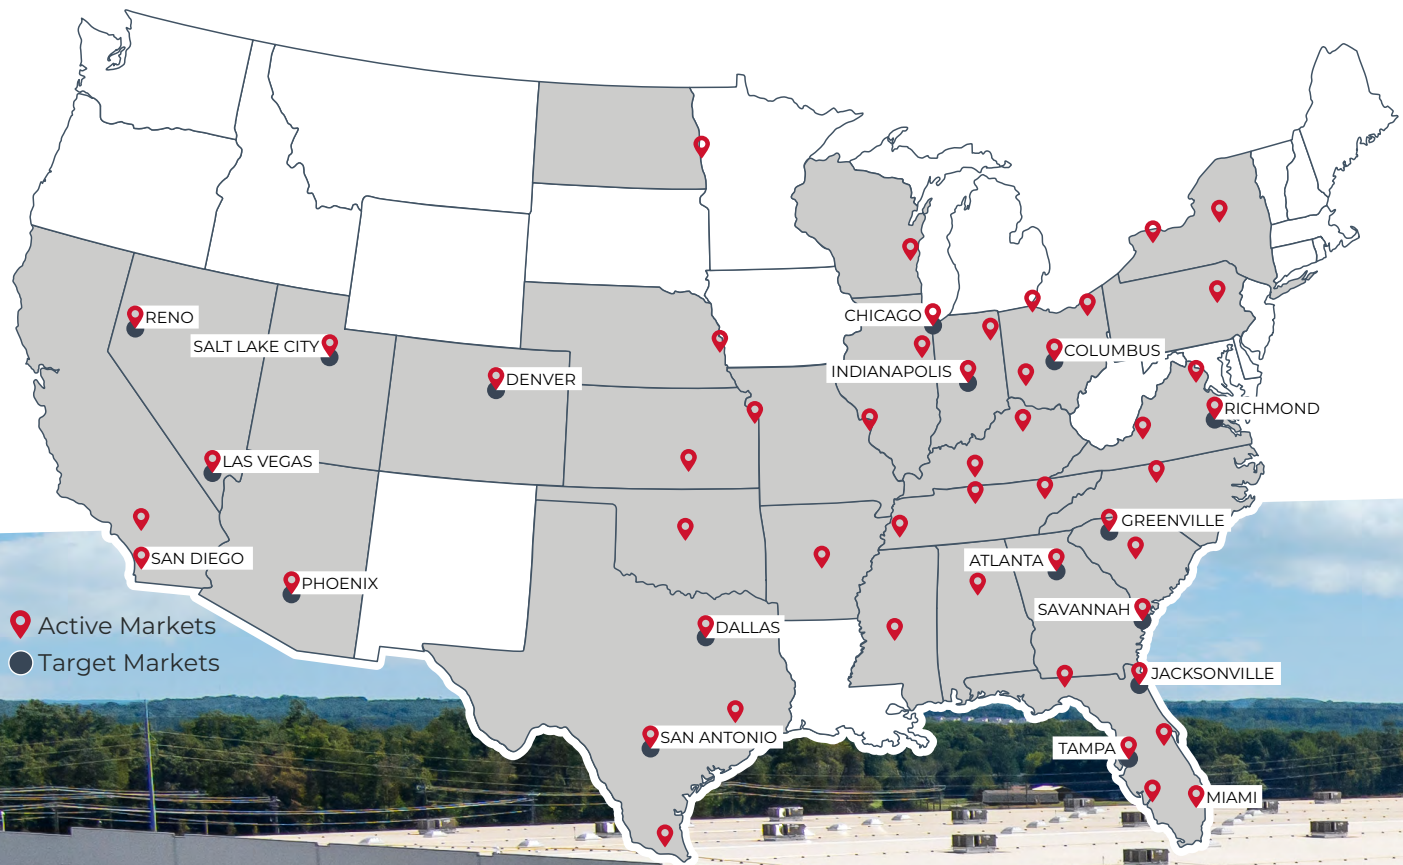 RENO
SALT LAKE CITY
DENVER
CHICAGO
INDIANAPOLIS
COLUMBUS
RICHMOND
LAS VEGAS
SAN DIEGO
PHOENIX
GREENVILLE
ATLANTA
SAVANNAH
Active Markets
Target Markets
DALLAS
JACKSONVILLE
SAN ANTONIO
TAMPA
MIAMI